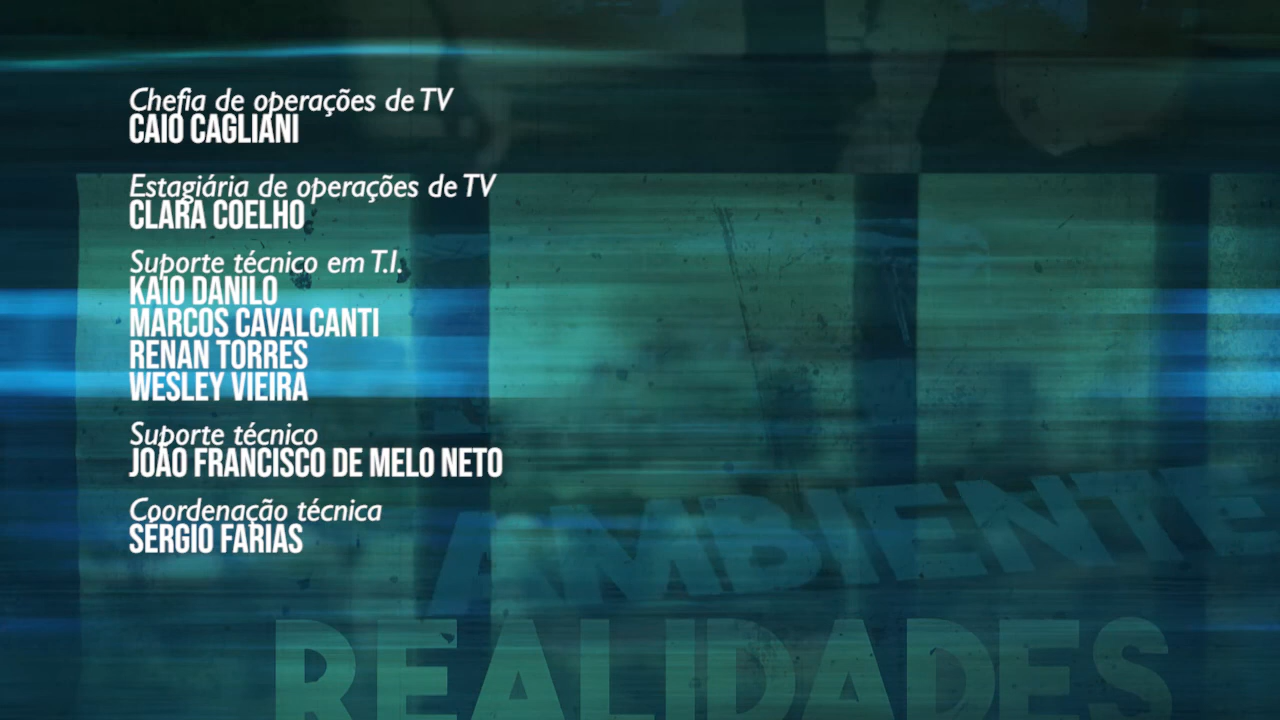 Chefia de operações de TV
CAIO CAGLIANI
Estagiária de operações de TV
CLARA COELHO
Suporte técnico em T.I.
KAIO DANILO
MARCOS CAVALCANTI
RENAN TORRES
WESLEY VIEIRA
Suporte técnico
JOÃO FRANCISCO DE MELO NETO
Coordenação técnica
SÉRGIO FARIAS
AMBIENTE
REALIDADES